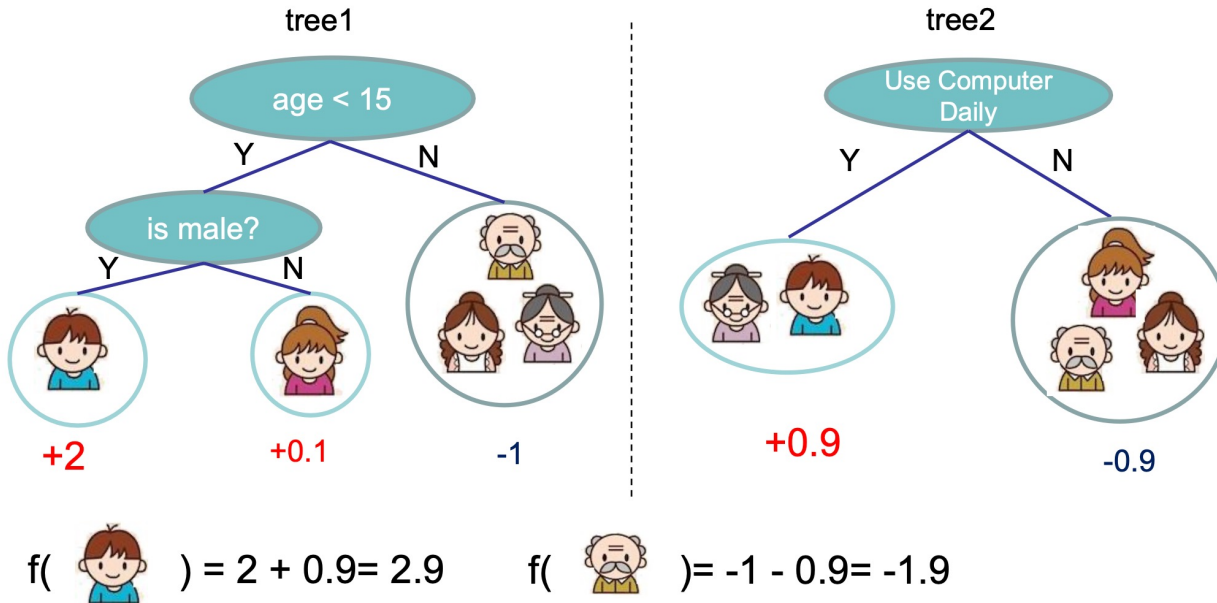 tree1
age < 15
Y
N
is male?
Y
N
+2
+0.1
-1
tree2
Use Computer
Daily
Y
N
+0.9
-0.9
f( ) = 2 + 0.9= 2.9
f( )= -1 - 0.9= -1.9